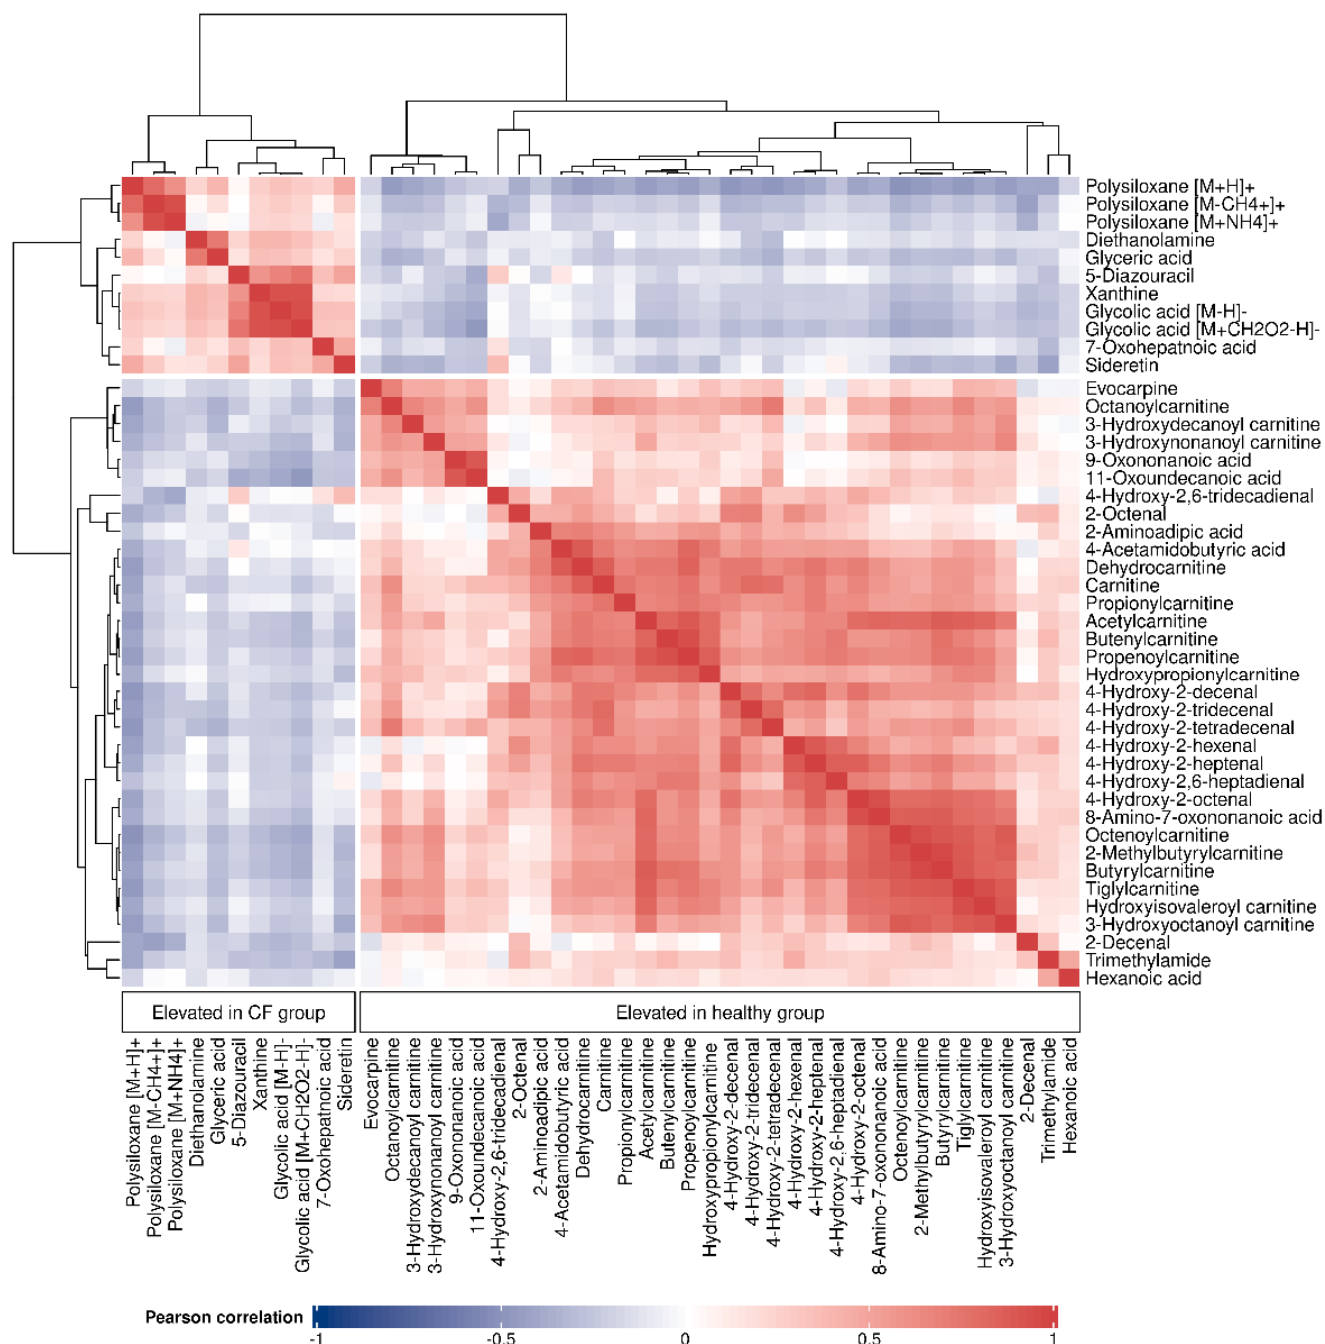 Polysiloxane [M+H]+
Polysiloxane [M-CH4+]+
Polysiloxane [M+NH4]+
Diethanolamine
Glyceric acid
5-Diazouracil
Xanthine
Glycolic acid [M-H]-
Glycolic acid [M+CH2O2-H]-
7-Oxohepatnoic acid
Sideretin
Evocarpine
Octanoylcarnitine
3-Hydroxydecanoyl carnitine
3-Hydroxynonanoyl carnitine
9-Oxononanoic acid
11-Oxoundecanoic acid
4-Hydroxy-2,6-tridecadienal
2-Octenal
2-Aminoadipic acid
4-Acetamidobutyric acid
Dehydrocarnitine
Carnitine
Propionylcarnitine
Acetylcarnitine
Butenylcarnitine
Propenoylcarnitine
Hydroxypropionylcarnitine
4-Hydroxy-2-decenal
4-Hydroxy-2-tridecenal
4-Hydroxy-2-tetradecenal
4-Hydroxy-2-hexenal
4-Hydroxy-2-heptenal
4-Hydroxy-2,6-heptadienal
4-Hydroxy-2-octenal
8-Amino-7-oxononanoic acid
Octenoylcarnitine
2-Methylbutyrylcarnitine
Butyrylcarnitine
Tiglylcarnitine
Hydroxyisovaleroyl carnitine
3-Hydroxyoctanoyl carnitine
2-Decenal
Trimethylamide
Hexanoic acid
Elevated in CF group
Elevated in healthy group
Polysiloxane [M+H]+
Polysiloxane [M-CH4+]+
Polysiloxane [M+NH4]+
Diethanolamine
Glyceric acid
5-Diazouracil
Xanthine
Glycolic acid [M-H]-
Glycolic acid [M+CH2O2-H]-
7-Oxohepatnoic acid
Sideretin
Evocarpine
Octanoylcarnitine
3-Hydroxydecanoyl carnitine
3-Hydroxynonanoyl carnitine
9-Oxononanoic acid
11-Oxoundecanoic acid
4-Hydroxy-2,6-tridecadienal
2-Octenal
2-Aminoadipic acid
4-Acetamidobutyric acid
Dehydrocarnitine
Carnitine
Propionylcarnitine
Acetylcarnitine
Butenylcarnitine
Propenoylcarnitine
Hydroxypropionylcarnitine
4-Hydroxy-2-decenal
4-Hydroxy-2-tridecenal
4-Hydroxy-2-tetradecenal
4-Hydroxy-2-hexenal
4-Hydroxy-2-heptenal
4-Hydroxy-2,6-heptadienal
4-Hydroxy-2-octenal
8-Amino-7-oxononanoic acid
Octenoylcarnitine
2-Methylbutyrylcarnitine
Butyrylcarnitine
Tiglylcarnitine
Hydroxyisovaleroyl carnitine
3-Hydroxyoctanoyl carnitine
2-Decenal
Trimethylamide
Hexanoic acid
Pearson correlation
-1 -0.5 0 0.5 1